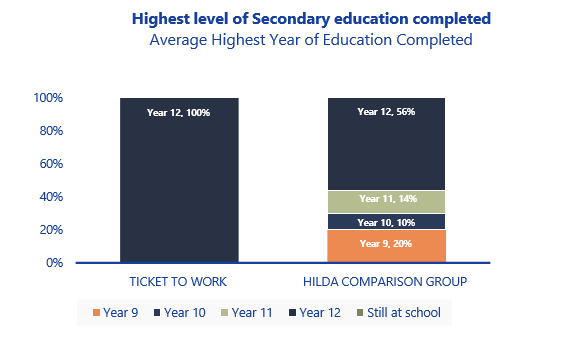 Highest level of Secondary education completed
Average Highest Year of Education Completed
100%
80%
60%
40%
20%
0%
Year 12, 100%
Year 12, 56%
Year 11, 14%
Year 10, 10%
Year 9, 20%
TICKET TO WORK
HILDA COMPARISON GROUP
Year 9 Year 10 Year 11 Year 12 Still at school